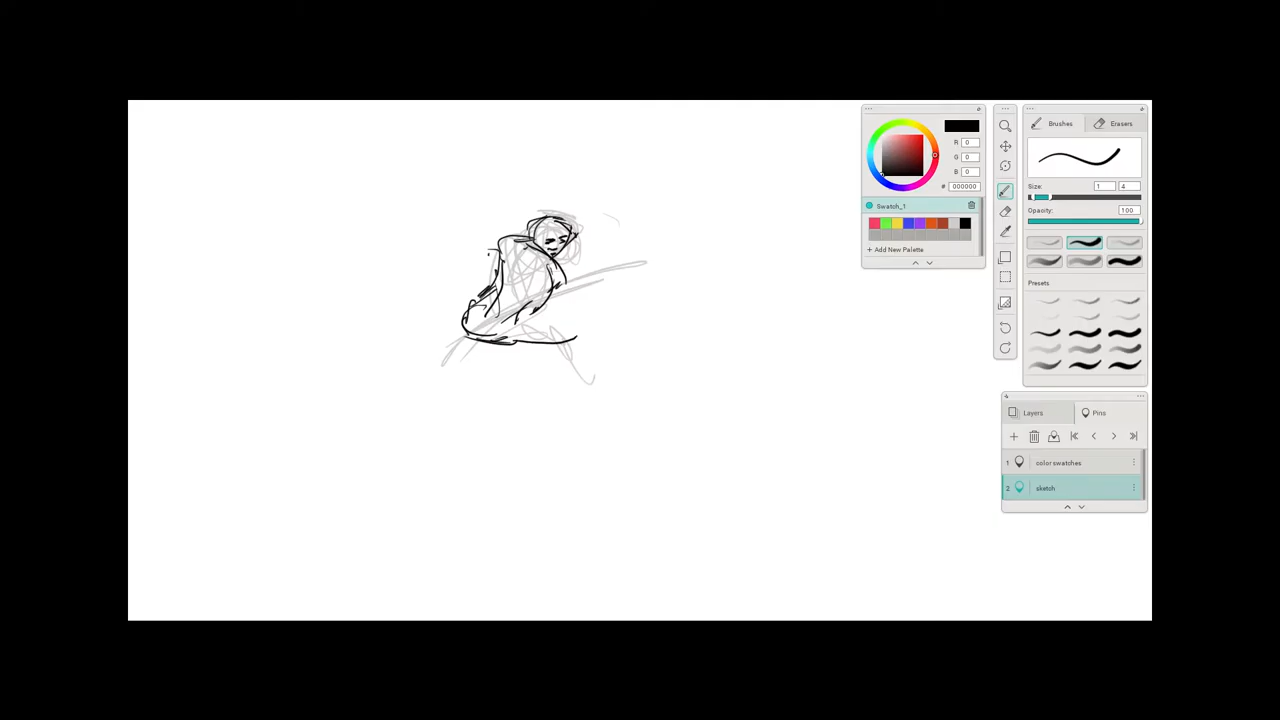 Brushes
Erasers
Size:
1
4
Opacity:
100
R 0
G 0
B 0
# 000000
Swatch_1
+ Add New Palette
Presets
Layers
Pins
1 color swatches
2 sketch